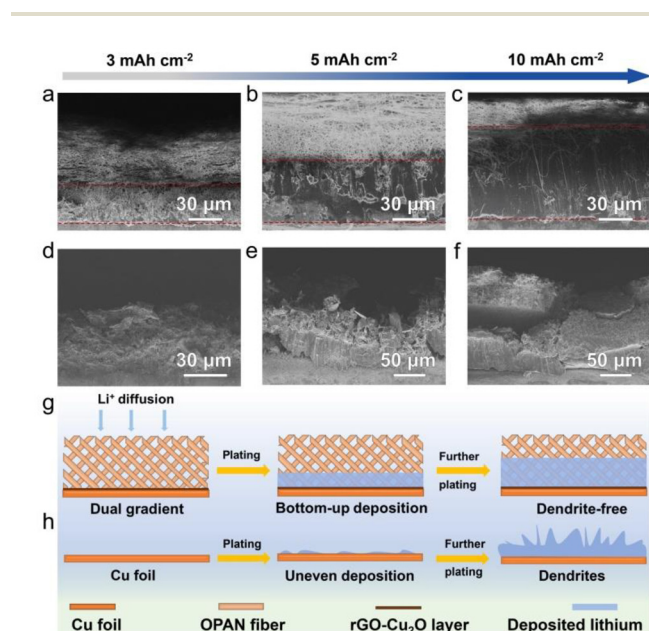 3 mAh cm⁻² 5 mAh cm⁻² 10 mAh cm⁻²
a b c
30 μm 30 μm 30 μm
d e f
30 μm 50 μm 50 μm
g Li⁺ diffusion
Plating Further
plating
Dual gradient Bottom-up deposition Dendrite-free
h
Plating Further
plating
Cu foil Uneven deposition Dendrites
Cu foil OPAN fiber rGO-Cu₂O layer Deposited lithium